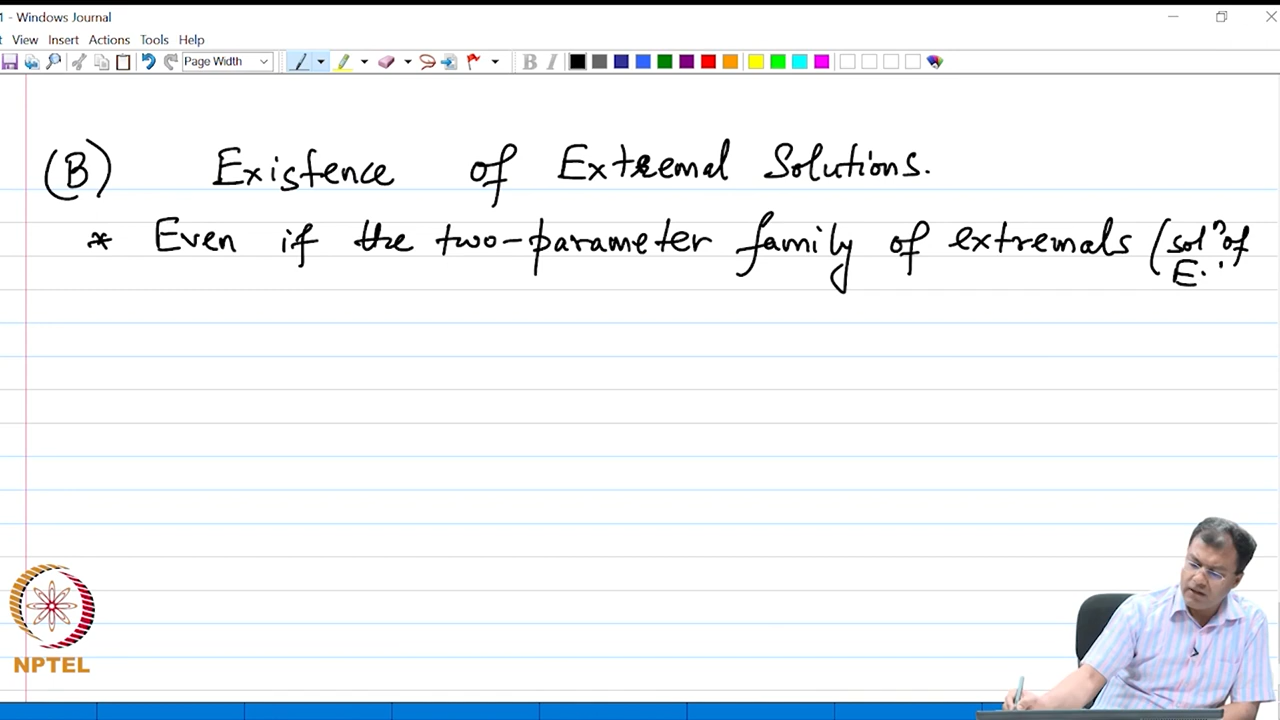 1 - Windows Journal
View Insert Actions Tools Help
Page Width
B I
(B) Existence of Extremal Solutions.
* Even if the two-parameter family of extremals (solⁿ of
E.
NPTEL